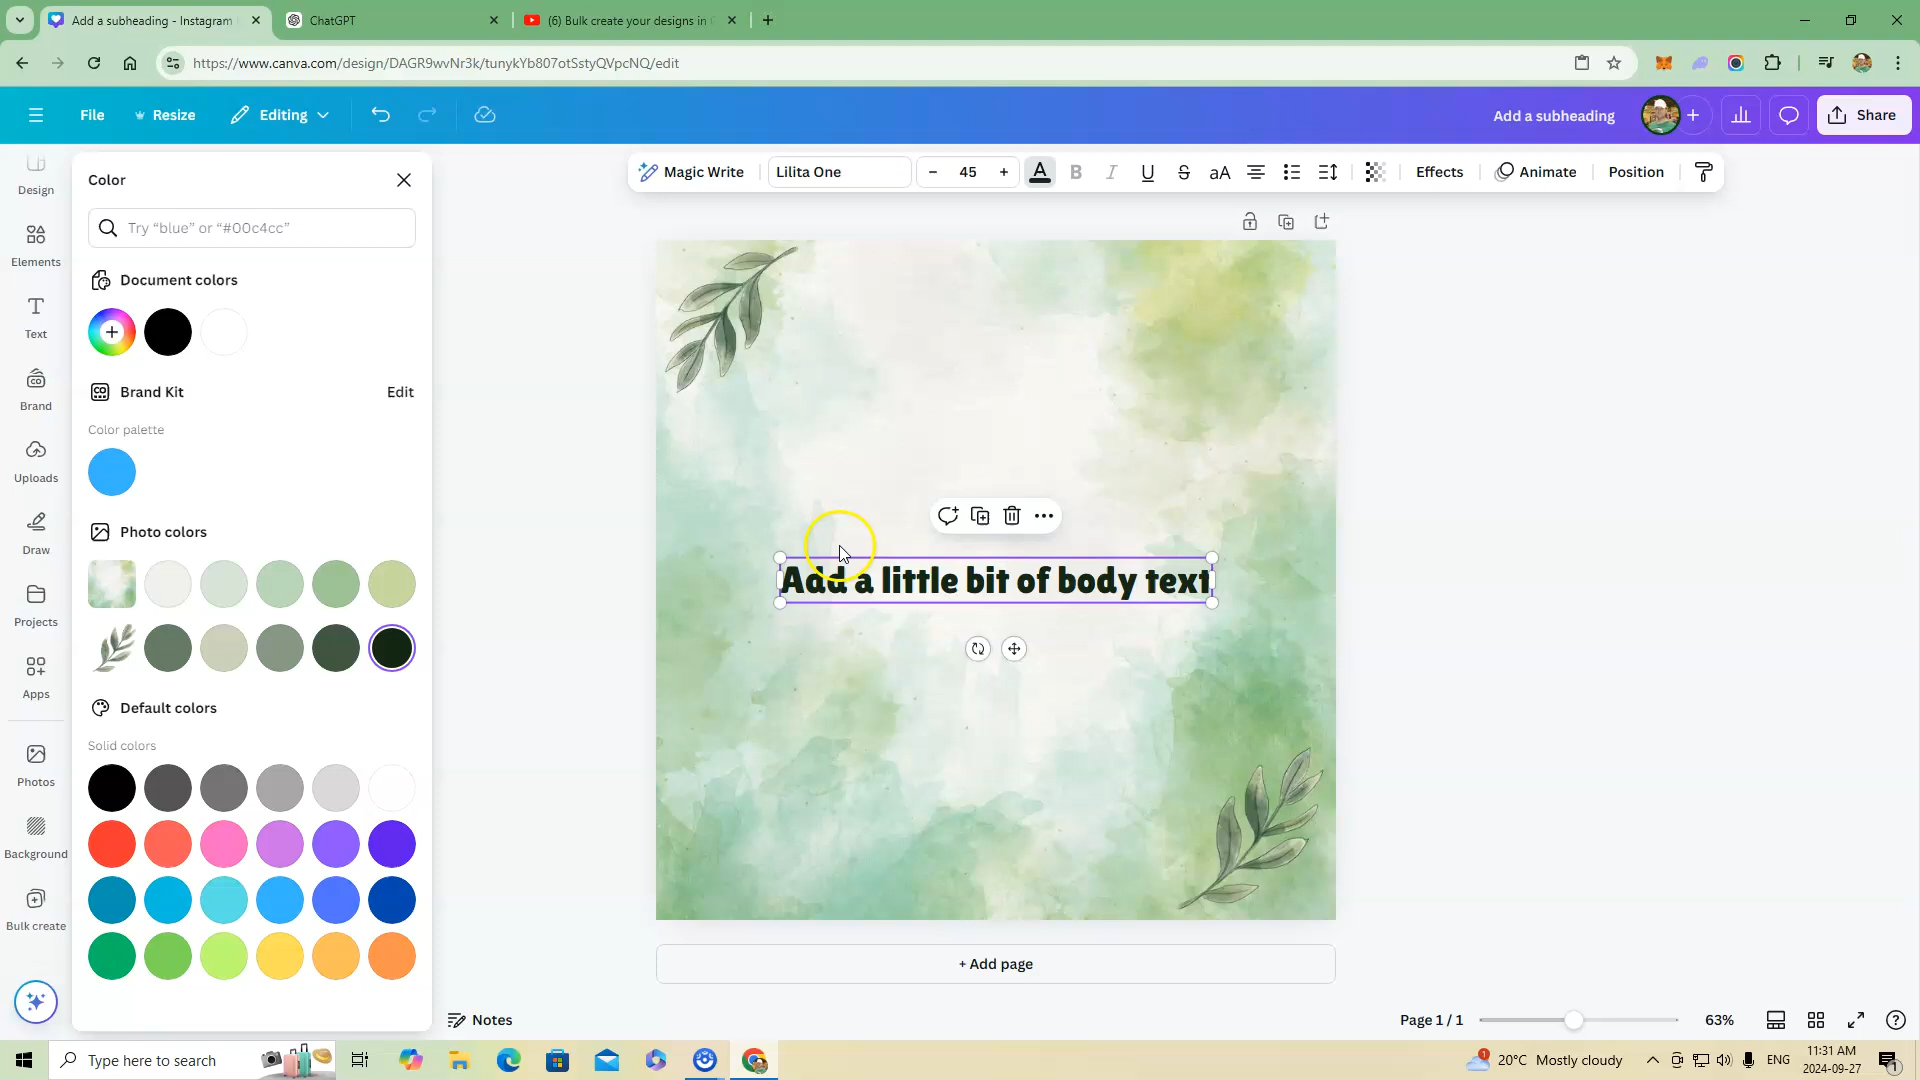 Add a subheading - Instagram
ChatGPT
(6) Bulk create your designs in
https://www.canva.com/design/DAGR9wvNr3k/tunykYb807otSstyQVpcNQ/edit
File
Resize
Editing
Add a subheading
Share
Design
Elements
Text
Brand
Uploads
Draw
Projects
Apps
Photos
Background
Bulk create
Color
Try “blue” or “#00c4cc”
Document colors
Brand Kit
Edit
Color palette
Photo colors
Default colors
Solid colors
Magic Write
Lilita One
– 45 +
A
B
I
U
S
aA
Effects
Animate
Position
Add a little bit of body text
+ Add page
Notes
Page 1 / 1
63%
Type here to search
1
20°C Mostly cloudy
ENG
11:31 AM
2024-09-27
1